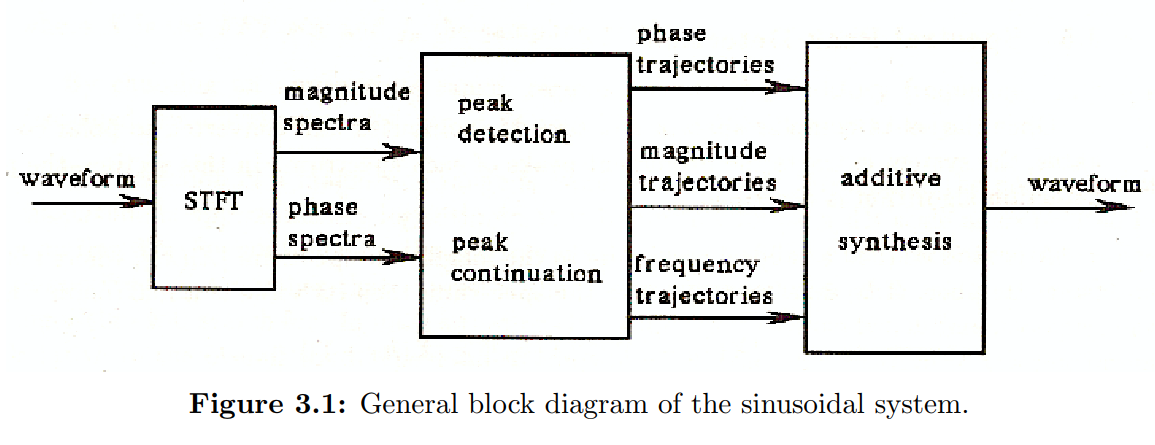 waveform
STFT
magnitude
spectra
phase
spectra
peak
detection
peak
continuation
phase
trajectories
magnitude
trajectories
frequency
trajectories
additive
synthesis
waveform
Figure 3.1: General block diagram of the sinusoidal system.